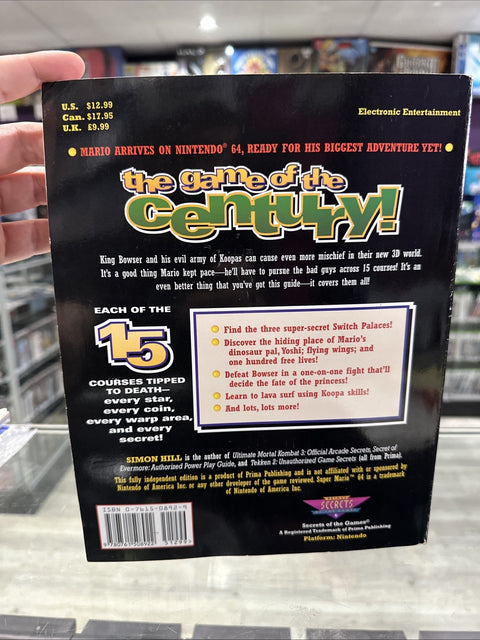 U.S. $12.99
Can. $17.95
U.K. £9.99
Electronic Entertainment
MARIO ARRIVES ON NINTENDO® 64, READY FOR HIS BIGGEST ADVENTURE YET!
the game of the
century!
King Bowser and his evil army of Koopas can cause even more mischief in their new 3D world.
It's a good thing Mario kept pace—he'll have to pursue the bad guys across 15 courses! It's an
even better thing that you've got this guide—it covers them all!
EACH OF THE
15
COURSES TIPPED
TO DEATH—
every star,
every coin,
every warp area,
and every
secret!
Find the three super-secret Switch Palaces!
Discover the hiding place of Mario's
dinosaur pal, Yoshi; flying wings; and
one hundred free lives!
Defeat Bowser in a one-on-one fight that'll
decide the fate of the princess!
Learn to lava surf using Koopa skills!
And lots, lots more!
SIMON HILL is the author of Ultimate Mortal Kombat 3: Official Arcade Secrets, Secret of
Evermore: Authorized Power Play Guide, and Tekken 2: Unauthorized Game Secrets (all from Prima).
This fully independent edition is a product of Prima Publishing and is not affiliated with or sponsored by
Nintendo of America Inc. or any other developer of the game reviewed. Super Mario™ 64 is a trademark
of Nintendo of America Inc.
ISBN 0-7615-0892-9
SECRETS
Secrets of the Games®
A Registered Trademark of Prima Publishing
Platform: Nintendo